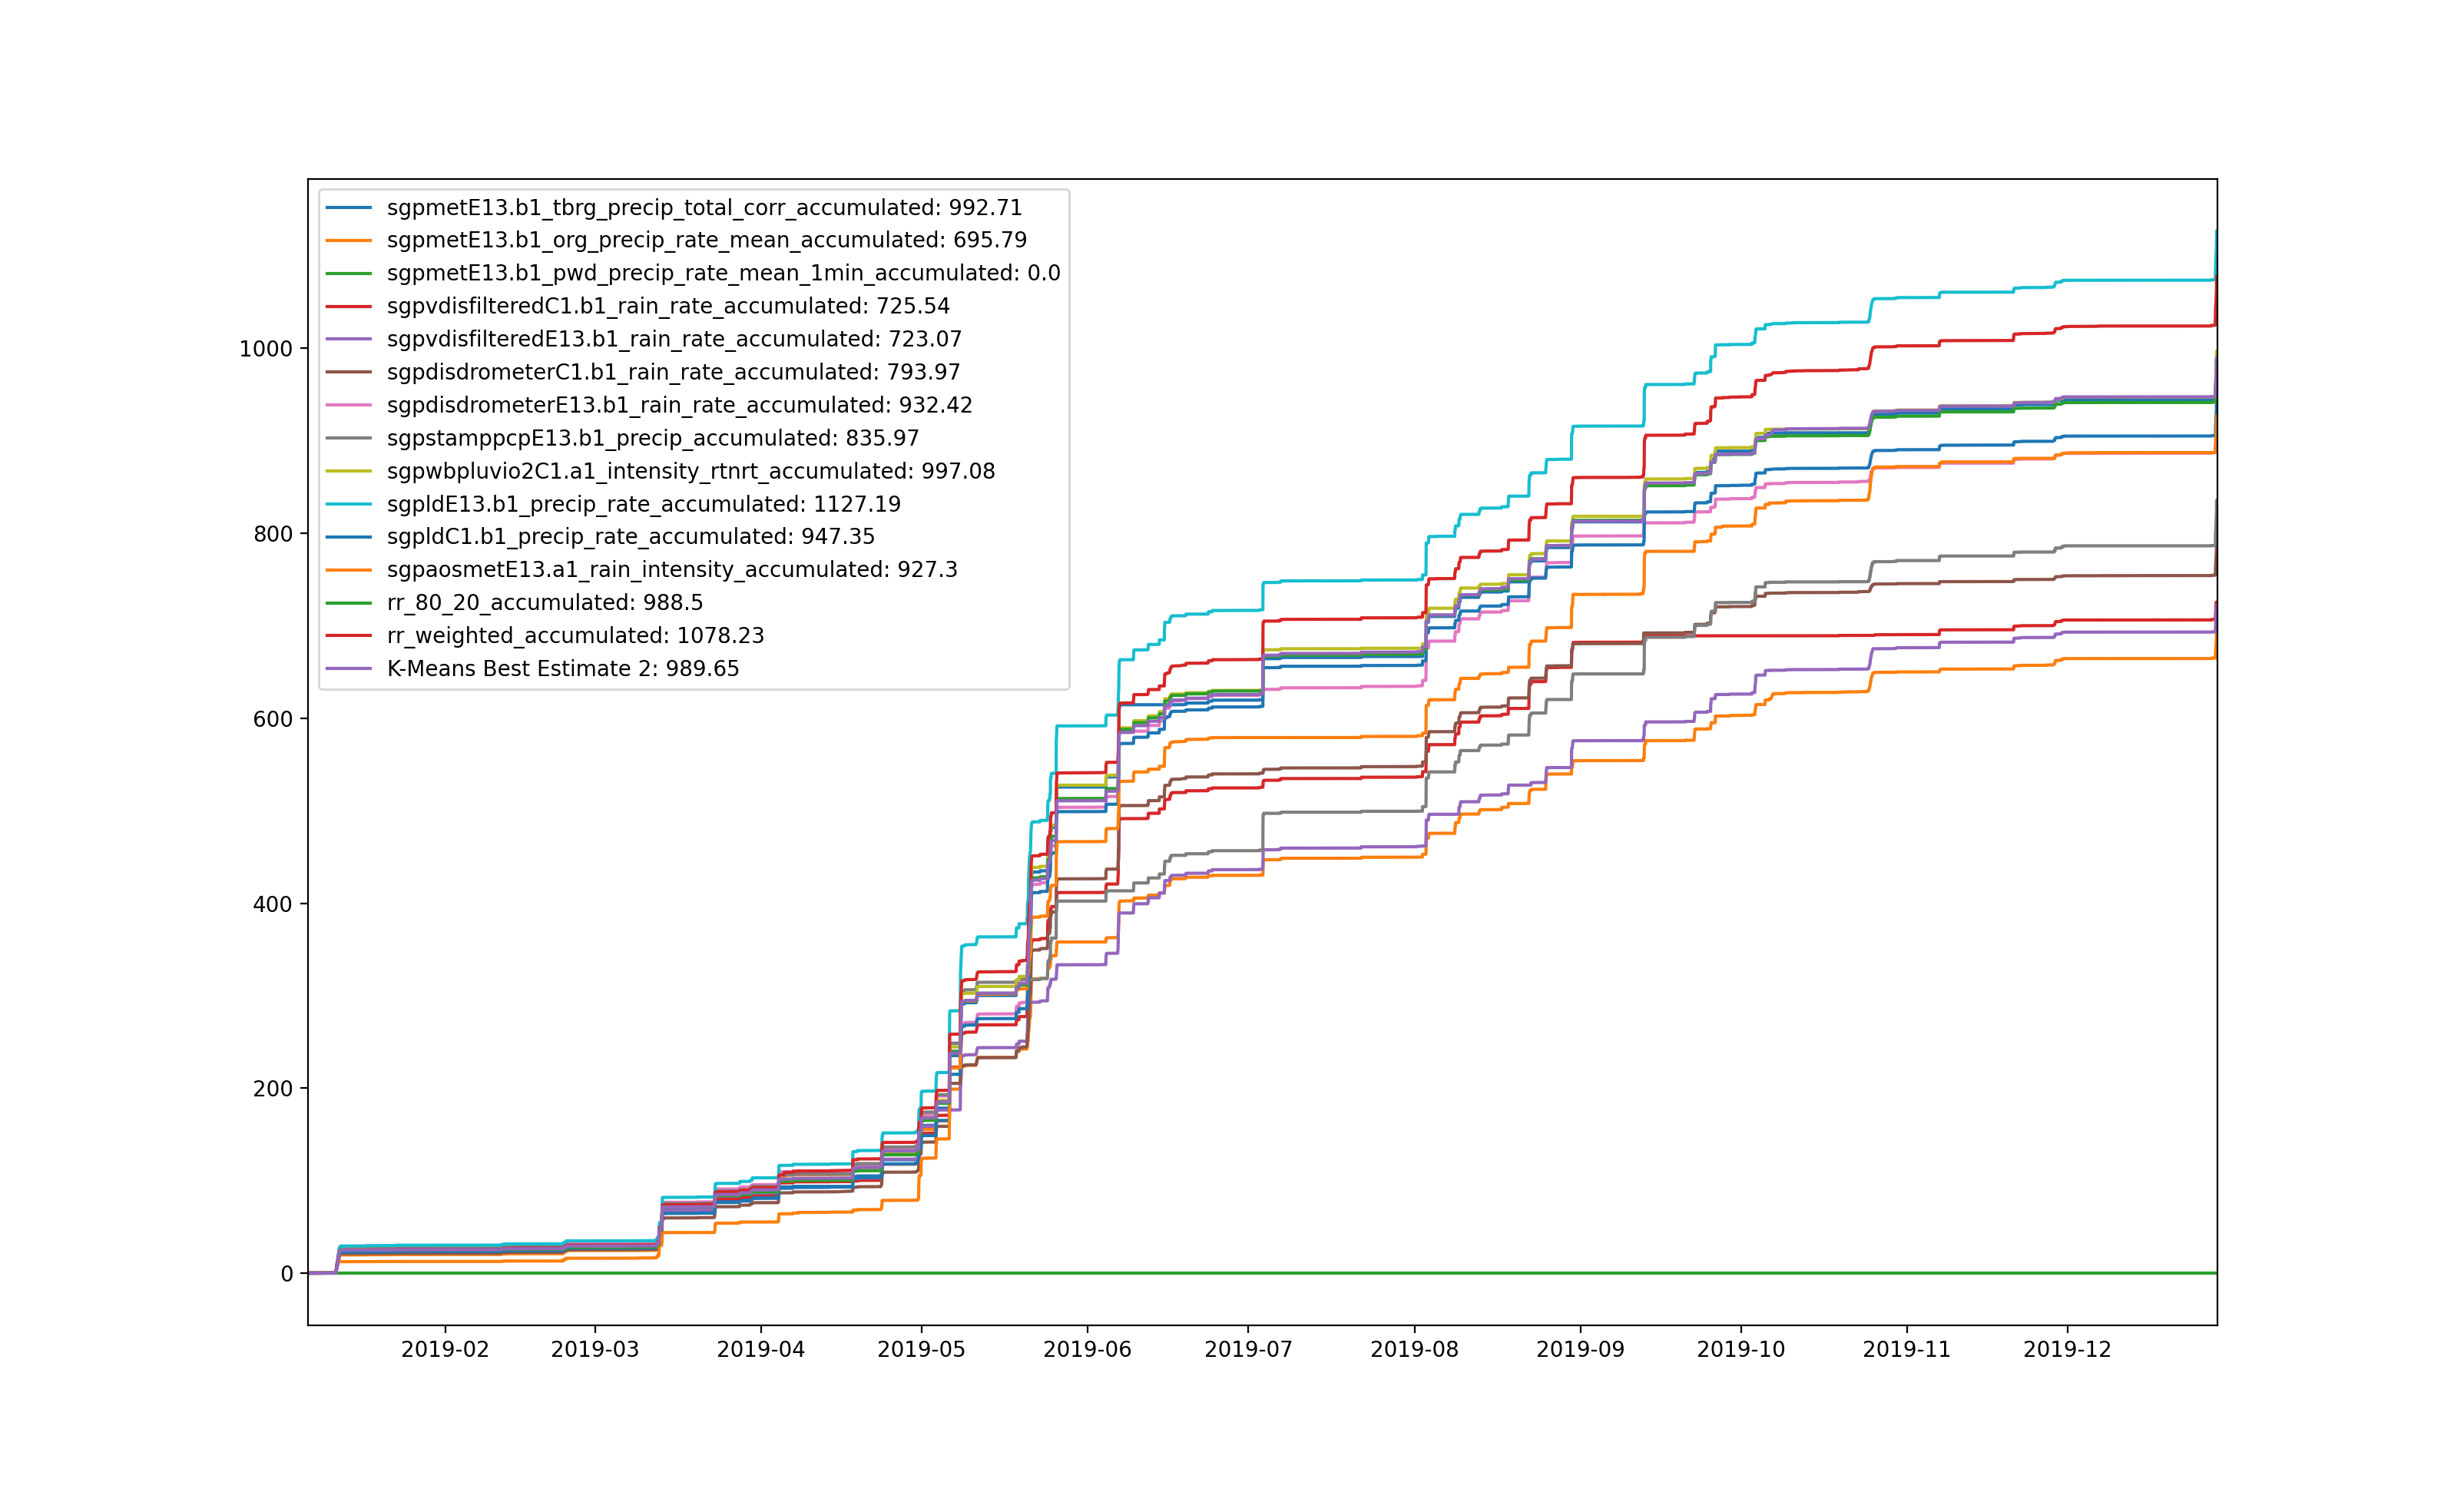 sgpmetE13.b1_tbrg_precip_total_corr_accumulated: 992.71
sgpmetE13.b1_org_precip_rate_mean_accumulated: 695.79
sgpmetE13.b1_pwd_precip_rate_mean_1min_accumulated: 0.0
sgpvdisfilteredC1.b1_rain_rate_accumulated: 725.54
sgpvdisfilteredE13.b1_rain_rate_accumulated: 723.07
sgpdisdrometerC1.b1_rain_rate_accumulated: 793.97
sgpdisdrometerE13.b1_rain_rate_accumulated: 932.42
sgpstamppcpE13.b1_precip_accumulated: 835.97
sgpwbpluvio2C1.a1_intensity_rtnrt_accumulated: 997.08
sgpldE13.b1_precip_rate_accumulated: 1127.19
sgpldC1.b1_precip_rate_accumulated: 947.35
sgpaosmetE13.a1_rain_intensity_accumulated: 927.3
rr_80_20_accumulated: 988.5
rr_weighted_accumulated: 1078.23
K-Means Best Estimate 2: 989.65
1000
800
600
400
200
0
2019-02 2019-03 2019-04 2019-05 2019-06 2019-07 2019-08 2019-09 2019-10 2019-11 2019-12